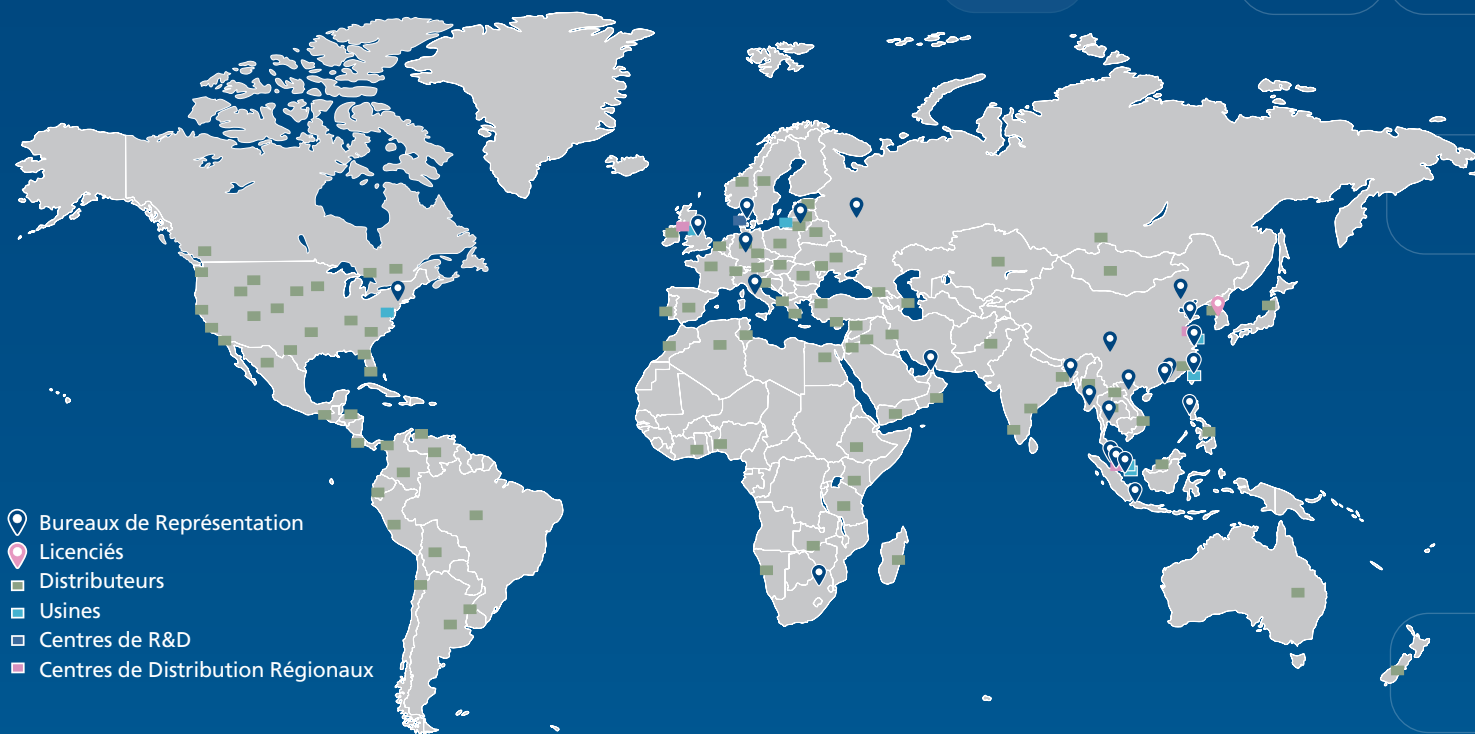 Bureaux de Représentation
Licenciés
Distributeurs
Usines
Centres de R&D
Centres de Distribution Régionaux